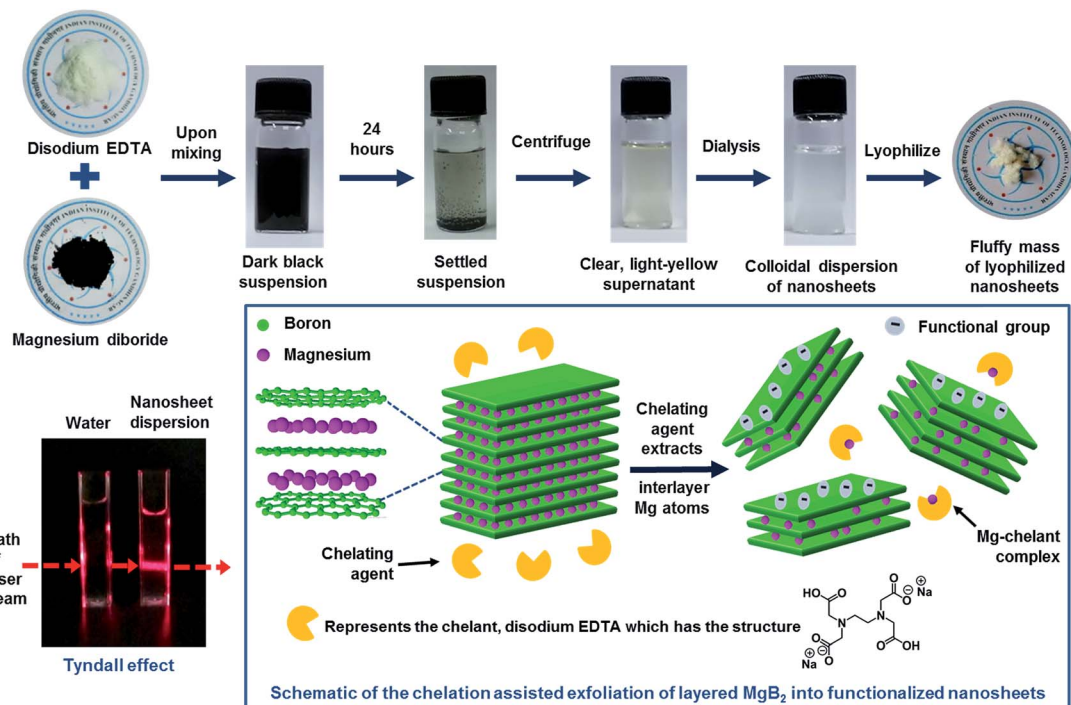 Disodium EDTA
+
Magnesium diboride
Upon
mixing
Dark black
suspension
24
hours
Settled
suspension
Centrifuge
Clear, light-yellow
supernatant
Dialysis
Colloidal dispersion
of nanosheets
Lyophilize
Fluffy mass
of lyophilized
nanosheets
Water
Nanosheet
dispersion
ath
ser
eam
Tyndall effect
Boron
Magnesium
Chelating
agent
Chelating
agent
extracts
interlayer
Mg atoms
Functional group
Mg-chelant
complex
Represents the chelant, disodium EDTA which has the structure
HO
O
O
O
Na
N
N
O
O
Na
O
OH
Schematic of the chelation assisted exfoliation of layered MgB₂ into functionalized nanosheets